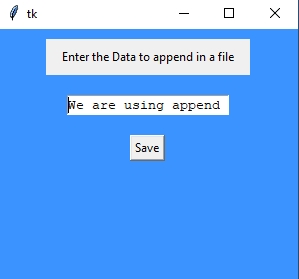 tk
Enter the Data to append in a file
We are using append
Save